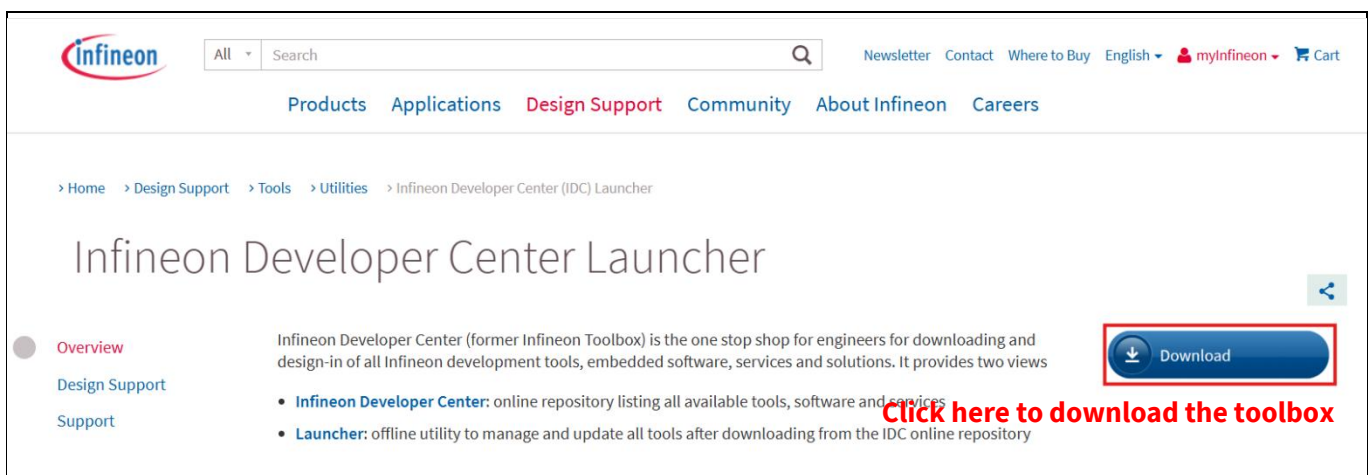 infineon
All Search Newsletter Contact Where to Buy English myInfineon Cart
Products Applications Design Support Community About Infineon Careers
> Home > Design Support > Tools > Utilities > Infineon Developer Center (IDC) Launcher
Infineon Developer Center Launcher
Overview
Design Support
Support
Infineon Developer Center (former Infineon Toolbox) is the one stop shop for engineers for downloading and
design-in of all Infineon development tools, embedded software, services and solutions. It provides two views
• Infineon Developer Center: online repository listing all available tools, software and services
• Launcher: offline utility to manage and update all tools after downloading from the IDC online repository
Download
Click here to download the toolbox